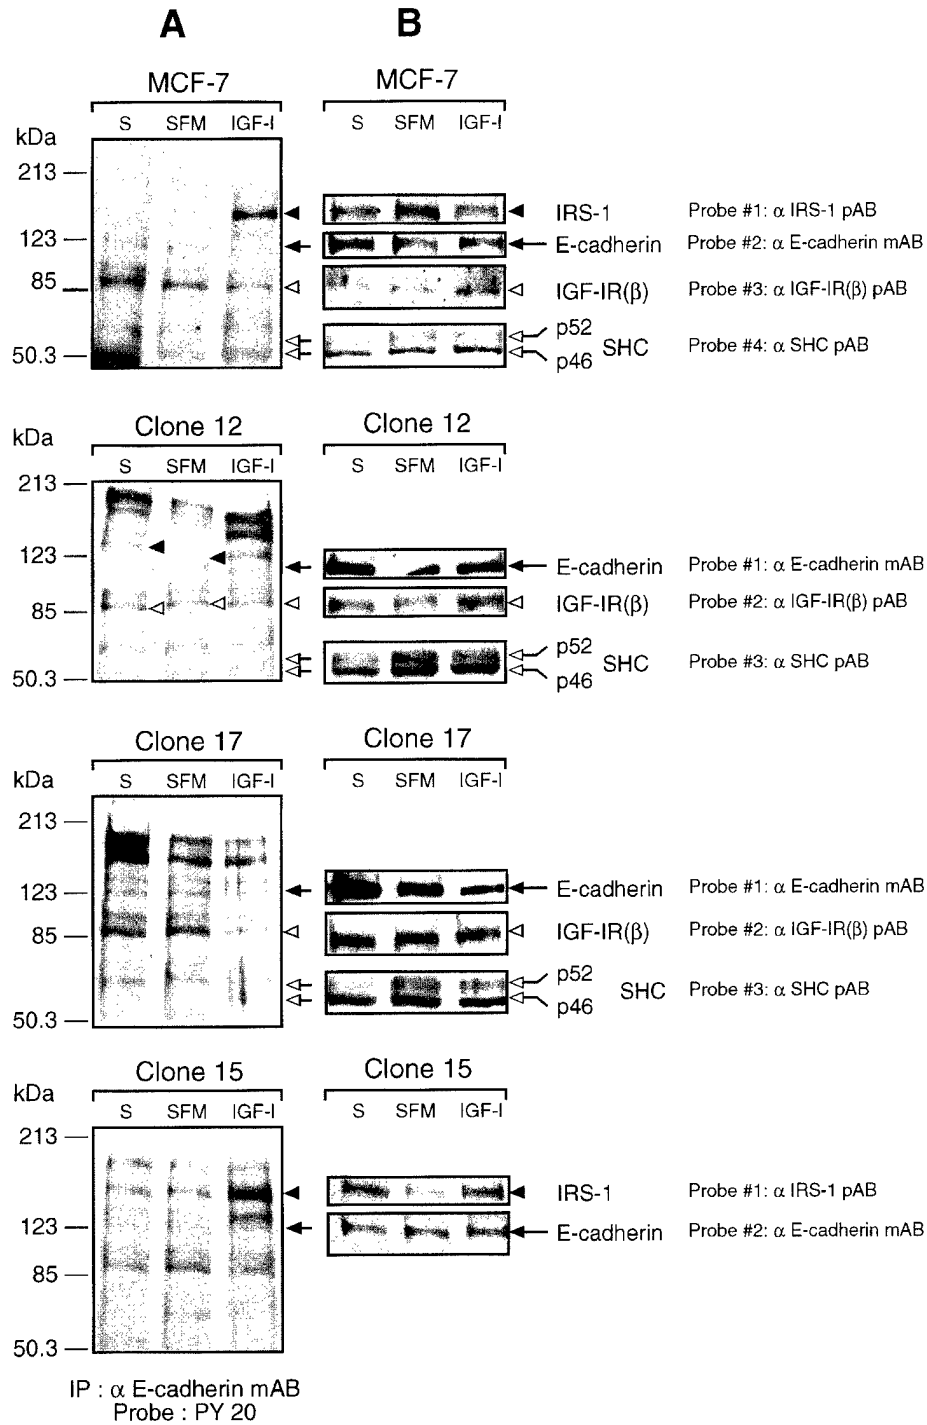 A B
MCF-7 MCF-7
S SFM IGF-I S SFM IGF-I
kDa
213
123
85
50.3
IRS-1 Probe #1: α IRS-1 pAB
E-cadherin Probe #2: α E-cadherin mAB
IGF-IR(β) Probe #3: α IGF-IR(β) pAB
p52
SHC Probe #4: α SHC pAB
p46
Clone 12 Clone 12
kDa
S SFM IGF-I S SFM IGF-I
213
123
85
50.3
E-cadherin Probe #1: α E-cadherin mAB
IGF-IR(β) Probe #2: α IGF-IR(β) pAB
p52
SHC Probe #3: α SHC pAB
p46
Clone 17 Clone 17
kDa
S SFM IGF-I S SFM IGF-I
213
123
85
50.3
E-cadherin Probe #1: α E-cadherin mAB
IGF-IR(β) Probe #2: α IGF-IR(β) pAB
p52
SHC Probe #3: α SHC pAB
p46
Clone 15 Clone 15
kDa
S SFM IGF-I S SFM IGF-I
213
123
85
50.3
IRS-1 Probe #1: α IRS-1 pAB
E-cadherin Probe #2: α E-cadherin mAB
IP : α E-cadherin mAB
Probe : PY 20